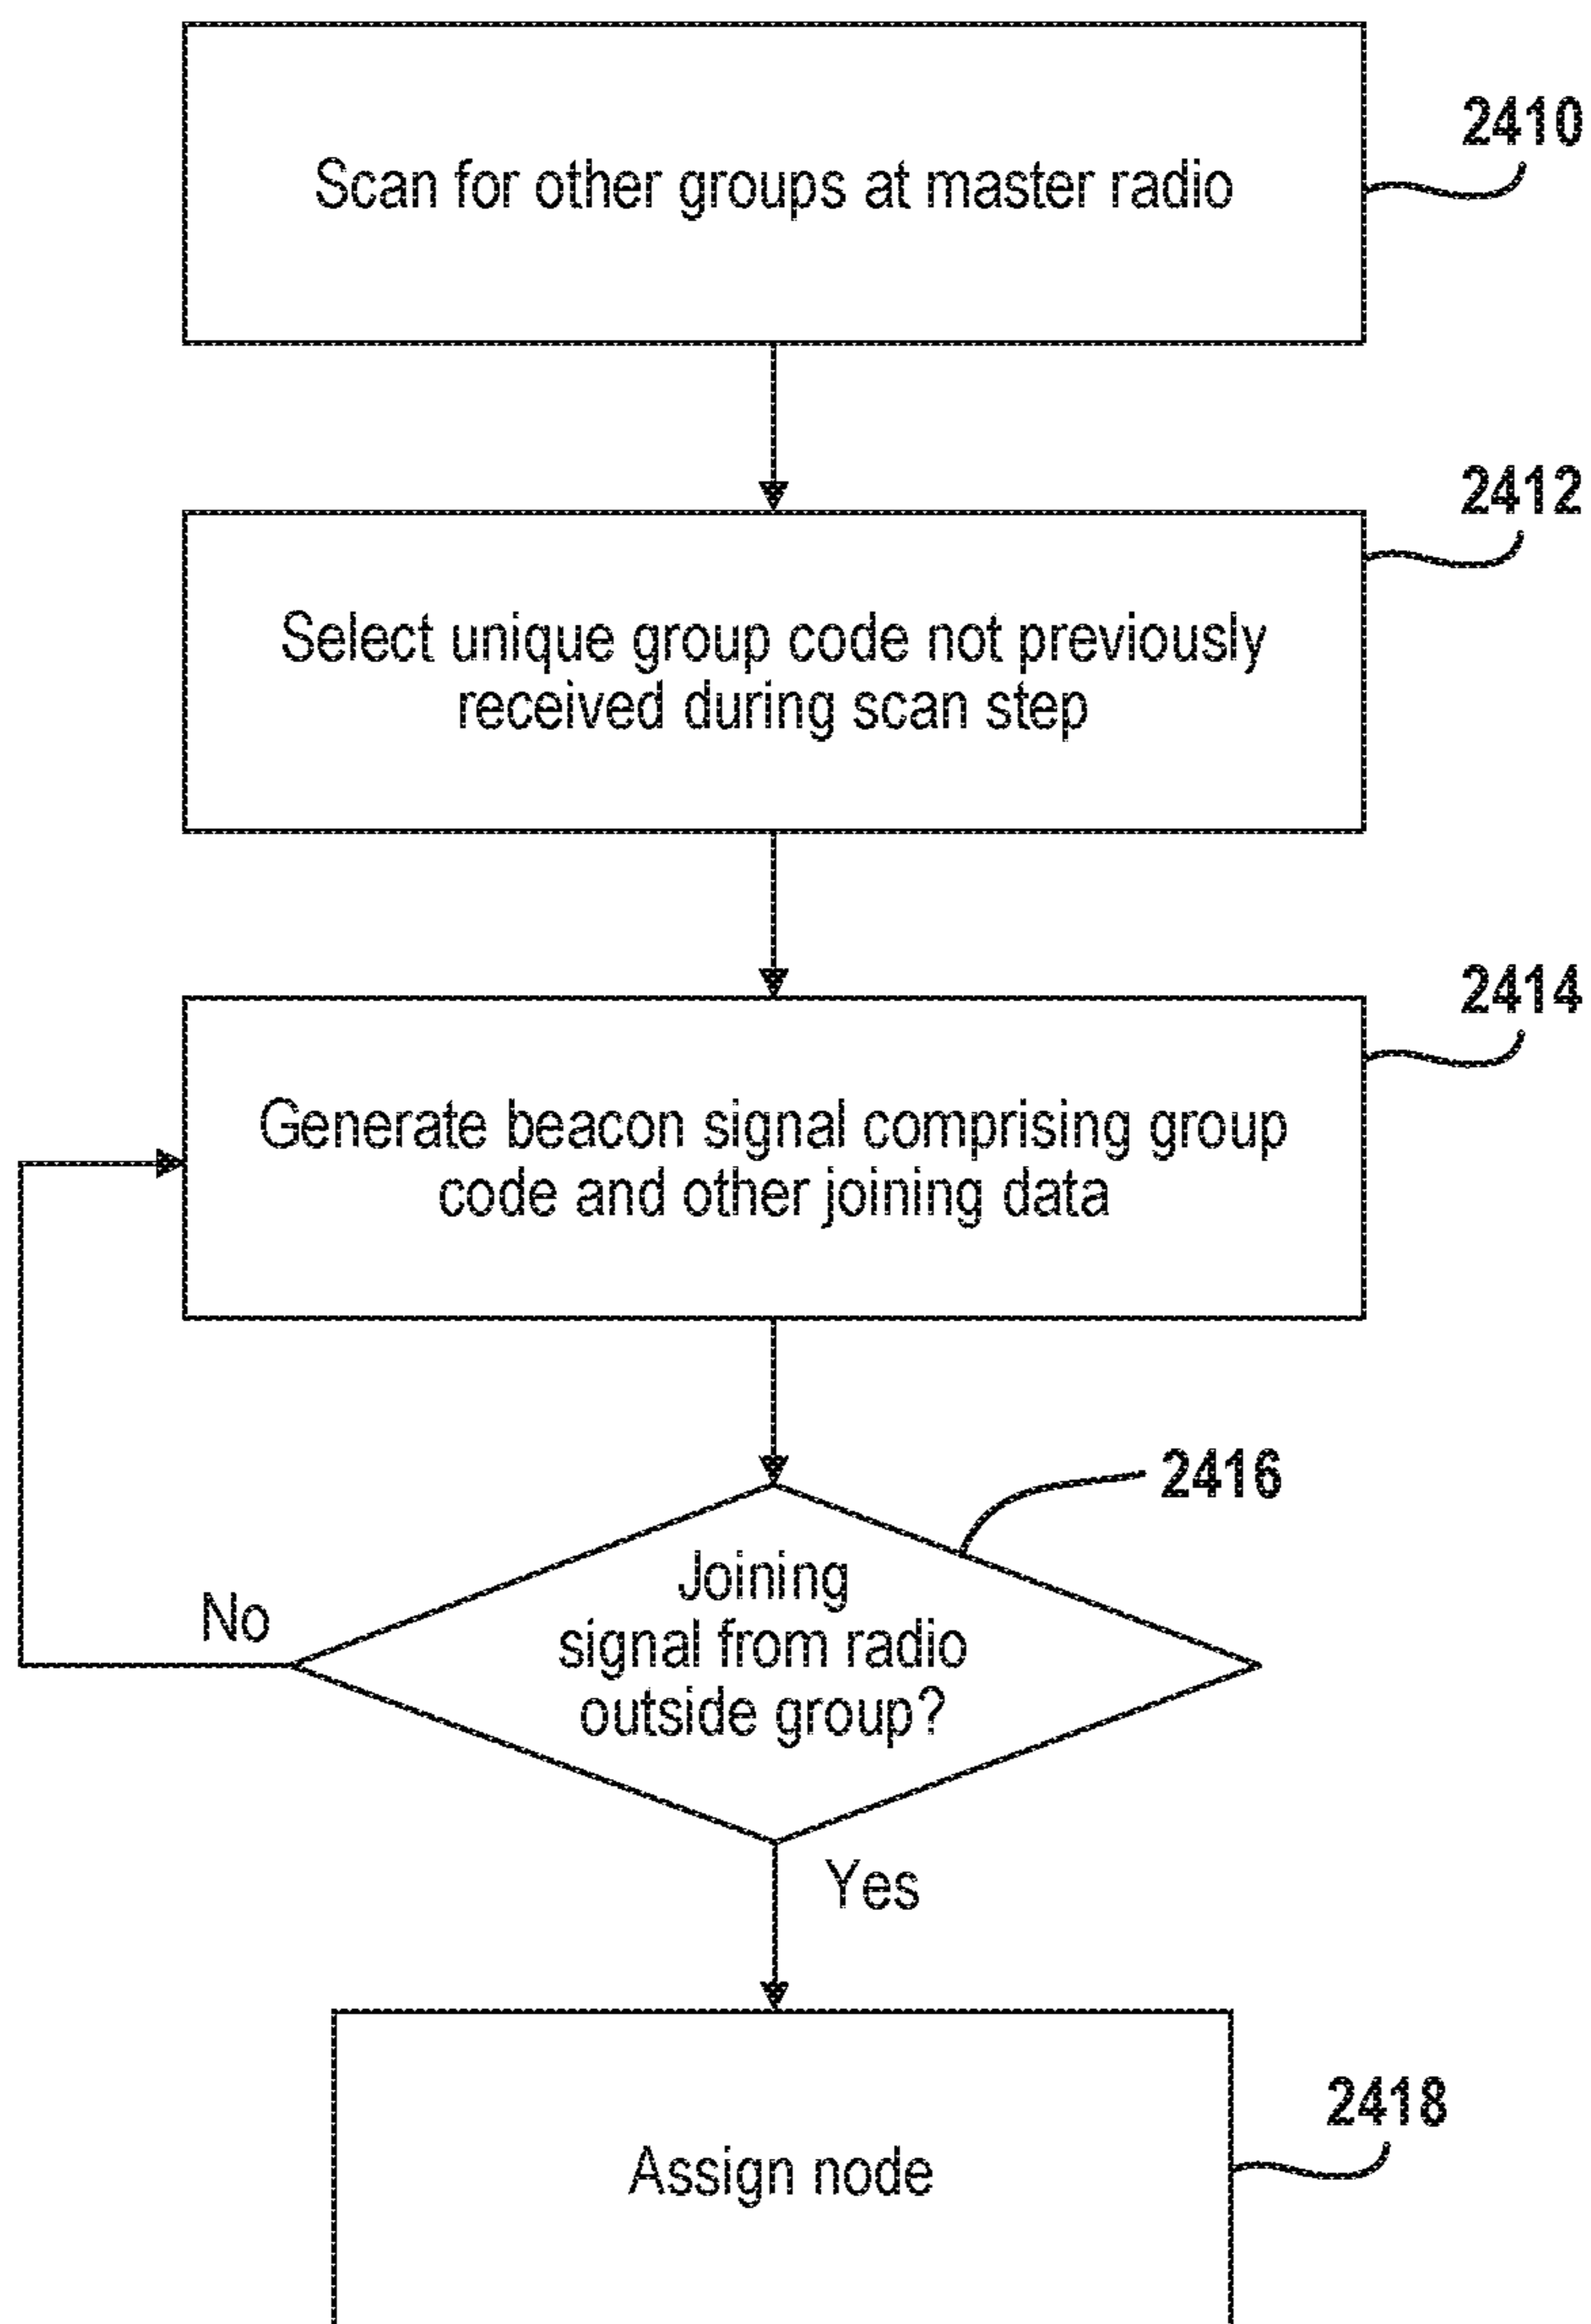 2410
Scan for other groups at master radio
2412
Select unique group code not previously
received during scan step
2414
Generate beacon signal comprising group
code and other joining data
2416
Joining
signal from radio
outside group?
No
Yes
2418
Assign node